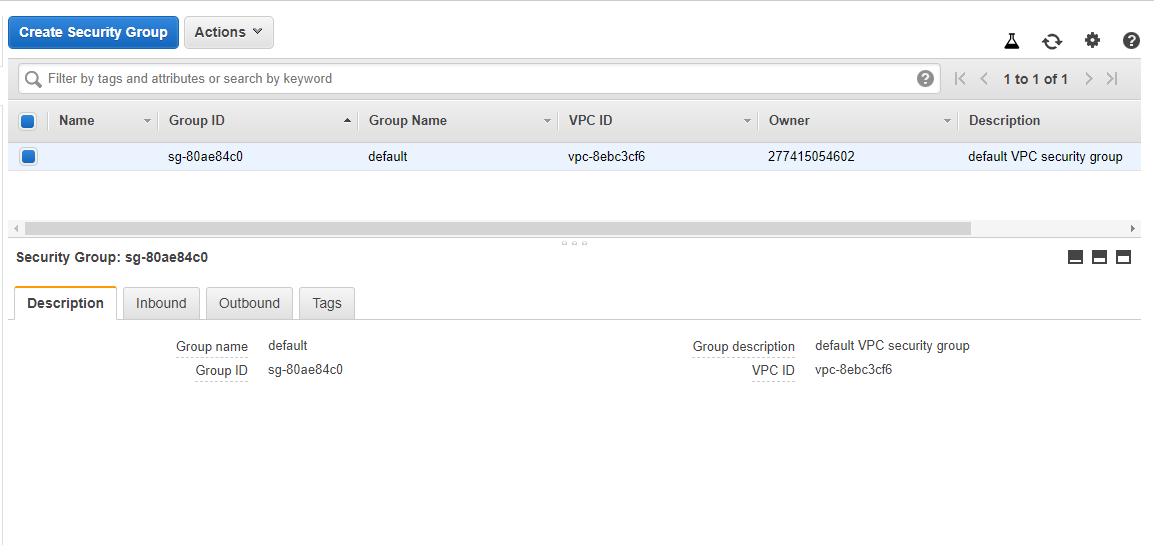 Create Security Group Actions
Filter by tags and attributes or search by keyword 1 to 1 of 1
Name Group ID Group Name VPC ID Owner Description
sg-80ae84c0 default vpc-8ebc3cf6 277415054602 default VPC security group
Security Group: sg-80ae84c0
Description Inbound Outbound Tags
Group name default Group description default VPC security group
Group ID sg-80ae84c0 VPC ID vpc-8ebc3cf6